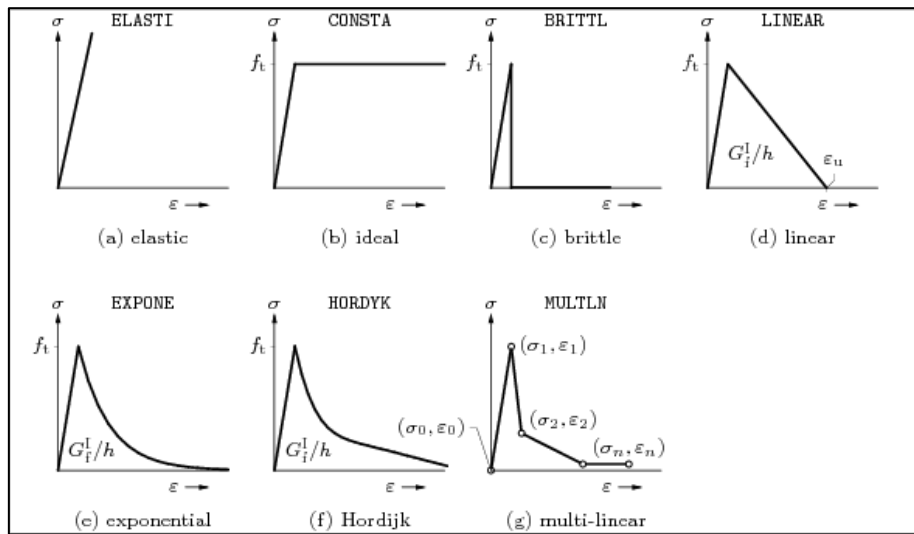 σ ELASTI
ε
(a) elastic
σ CONSTA
f_t
ε
(b) ideal
σ BRITTL
f_t
ε
(c) brittle
σ LINEAR
f_t
G_f^I/h
ε_u
ε
(d) linear
σ EXPONE
f_t
G_f^I/h
ε
(e) exponential
σ HORDYK
f_t
G_f^I/h
ε
(f) Hordijk
σ MULTLN
(σ_1, ε_1)
(σ_0, ε_0)
(σ_2, ε_2)
(σ_n, ε_n)
ε
(g) multi-linear